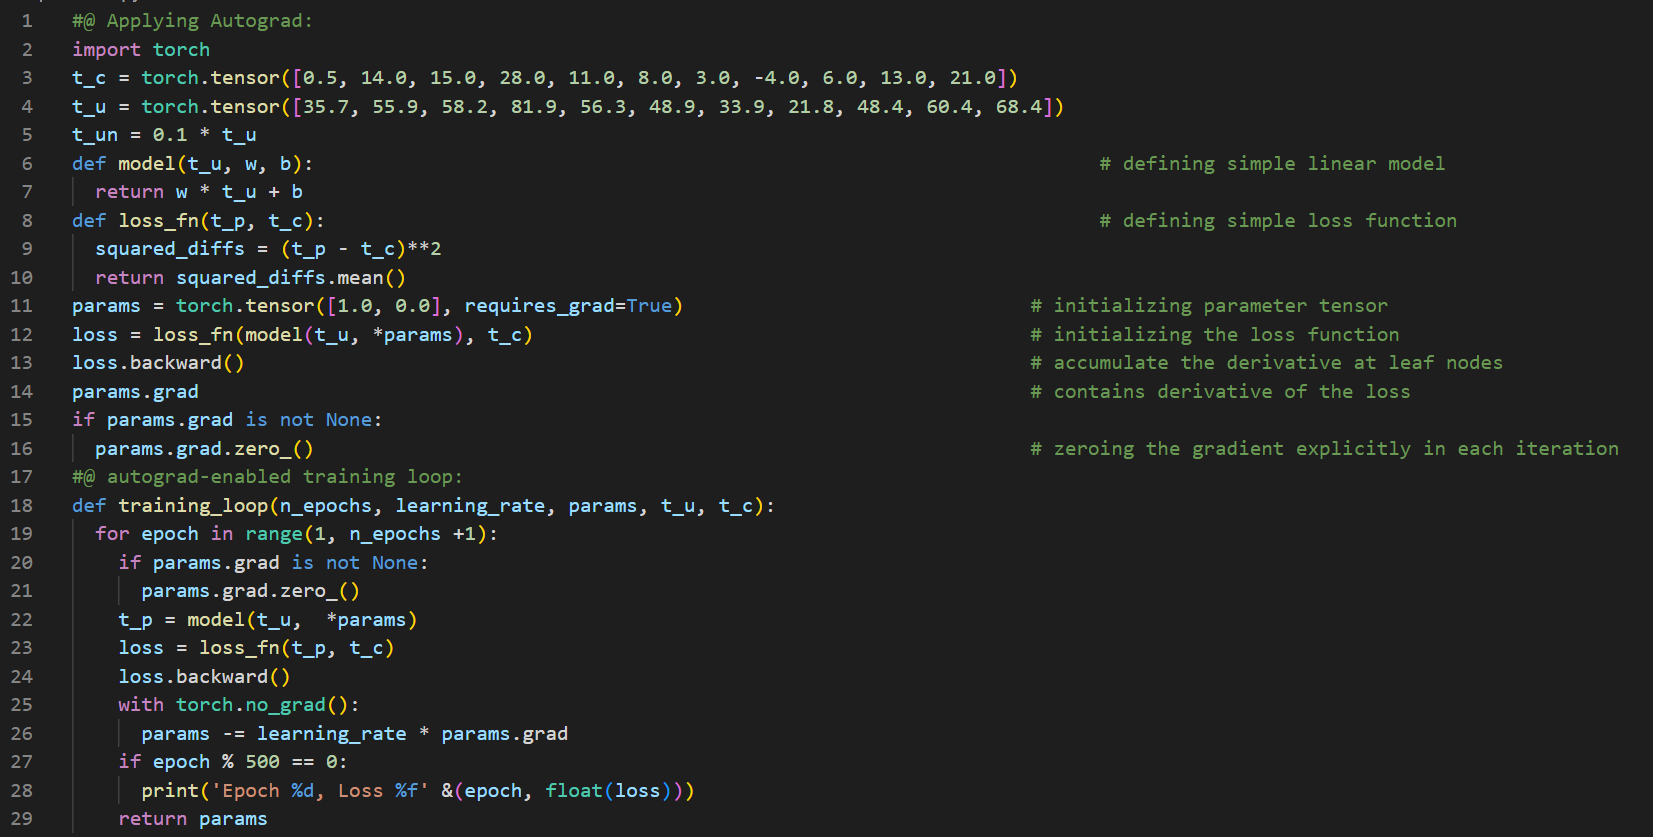 1 #@ Applying Autograd:
2 import torch
3 t_c = torch.tensor([0.5, 14.0, 15.0, 28.0, 11.0, 8.0, 3.0, -4.0, 6.0, 13.0, 21.0])
4 t_u = torch.tensor([35.7, 55.9, 58.2, 81.9, 56.3, 48.9, 33.9, 21.8, 48.4, 60.4, 68.4])
5 t_un = 0.1 * t_u
6 def model(t_u, w, b): # defining simple linear model
7   return w * t_u + b
8 def loss_fn(t_p, t_c): # defining simple loss function
9   squared_diffs = (t_p - t_c)**2
10   return squared_diffs.mean()
11 params = torch.tensor([1.0, 0.0], requires_grad=True) # initializing parameter tensor
12 loss = loss_fn(model(t_u, *params), t_c) # initializing the loss function
13 loss.backward() # accumulate the derivative at leaf nodes
14 params.grad # contains derivative of the loss
15 if params.grad is not None:
16   params.grad.zero_() # zeroing the gradient explicitly in each iteration
17 #@ autograd-enabled training loop:
18 def training_loop(n_epochs, learning_rate, params, t_u, t_c):
19   for epoch in range(1, n_epochs +1):
20     if params.grad is not None:
21       params.grad.zero_()
22     t_p = model(t_u,  *params)
23     loss = loss_fn(t_p, t_c)
24     loss.backward()
25     with torch.no_grad():
26       params -= learning_rate * params.grad
27     if epoch % 500 == 0:
28       print('Epoch %d, Loss %f' &(epoch, float(loss)))
29     return params